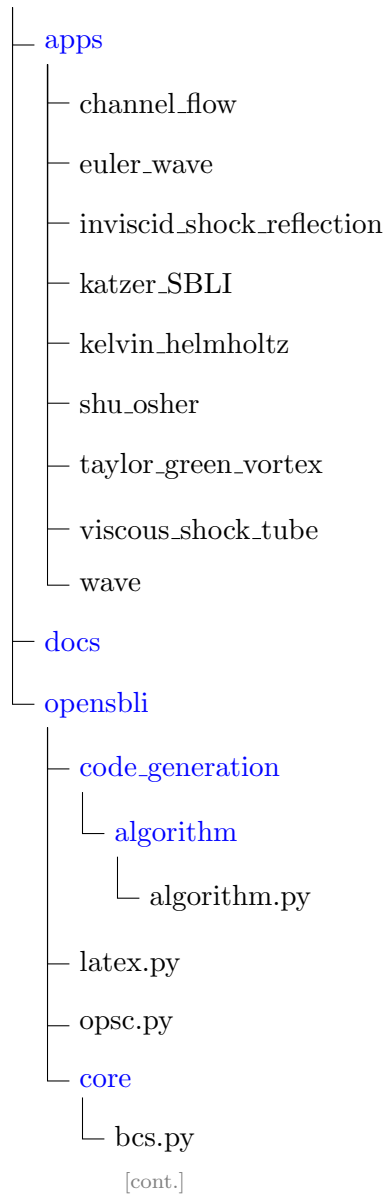 apps
channel_flow
euler_wave
inviscid_shock_reflection
katzer_SBLI
kelvin_helmholtz
shu_osher
taylor_green_vortex
viscous_shock_tube
wave
docs
opensbli
code_generation
algorithm
algorithm.py
latex.py
opsc.py
core
bcs.py
[cont.]